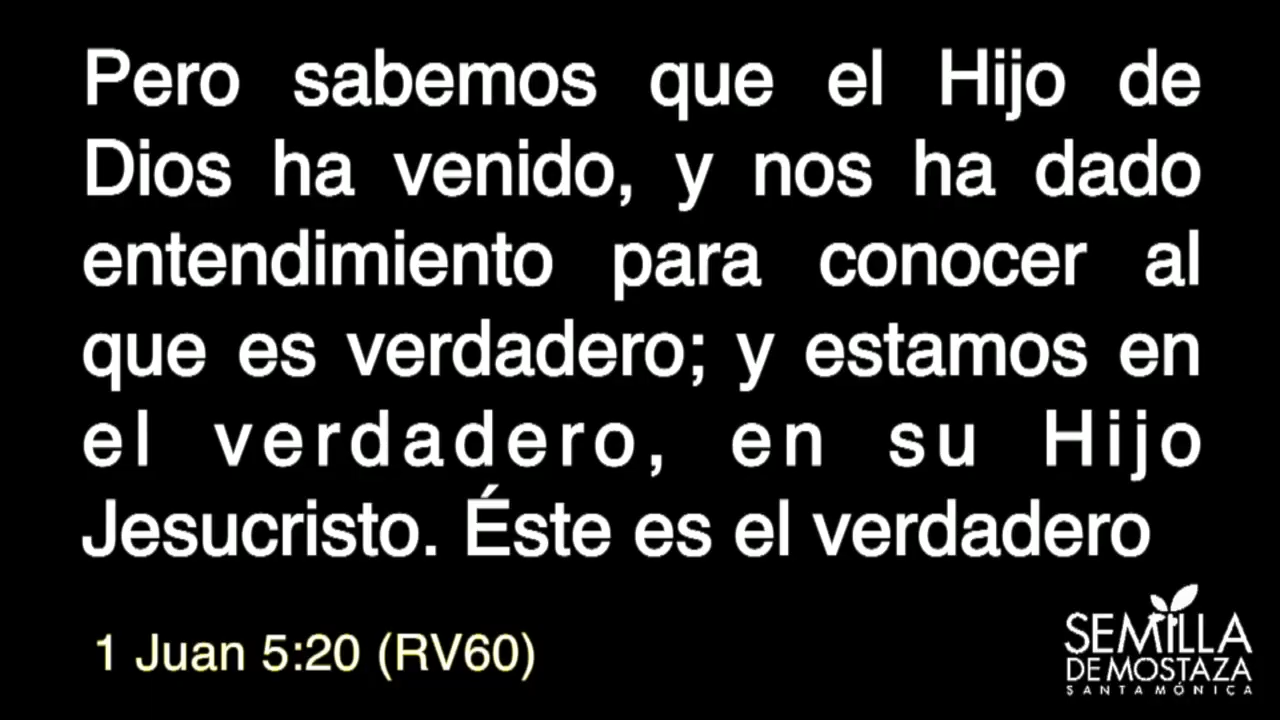 Pero sabemos que el Hijo de
Dios ha venido, y nos ha dado
entendimiento para conocer al
que es verdadero; y estamos en
el verdadero, en su Hijo
Jesucristo. Éste es el verdadero
1 Juan 5:20 (RV60)
SEMILLA
DE MOSTAZA
SANTA MÓNICA